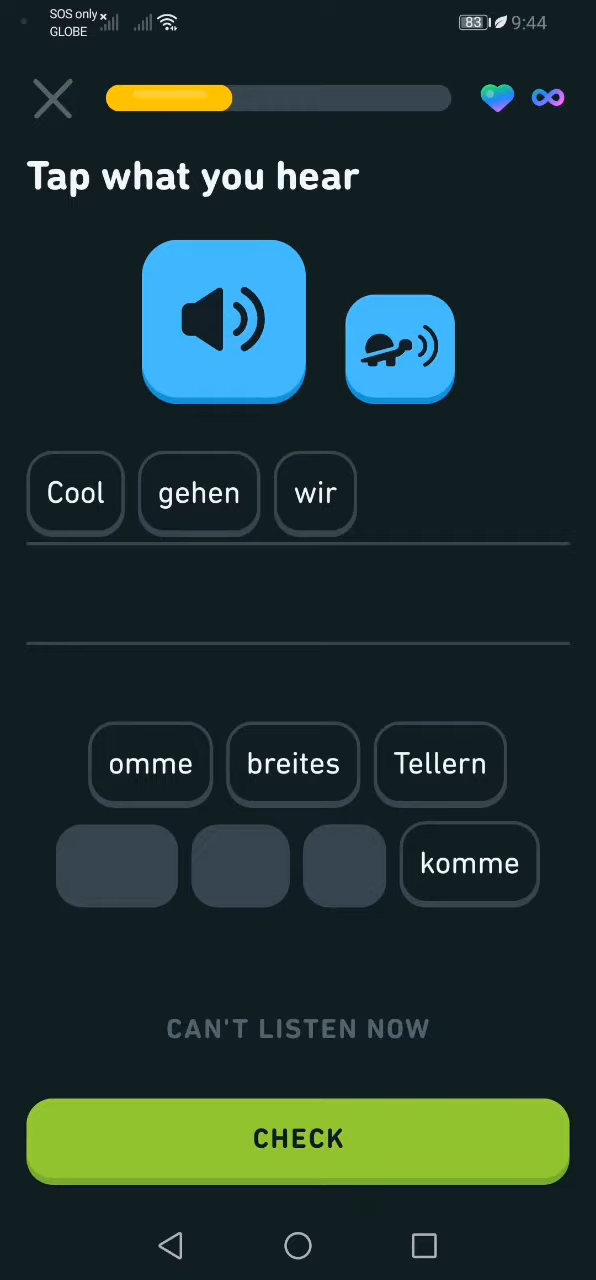 SOS only
GLOBE
83 9:44
Tap what you hear
Cool gehen wir
omme breites Tellern
komme
CAN'T LISTEN NOW
CHECK